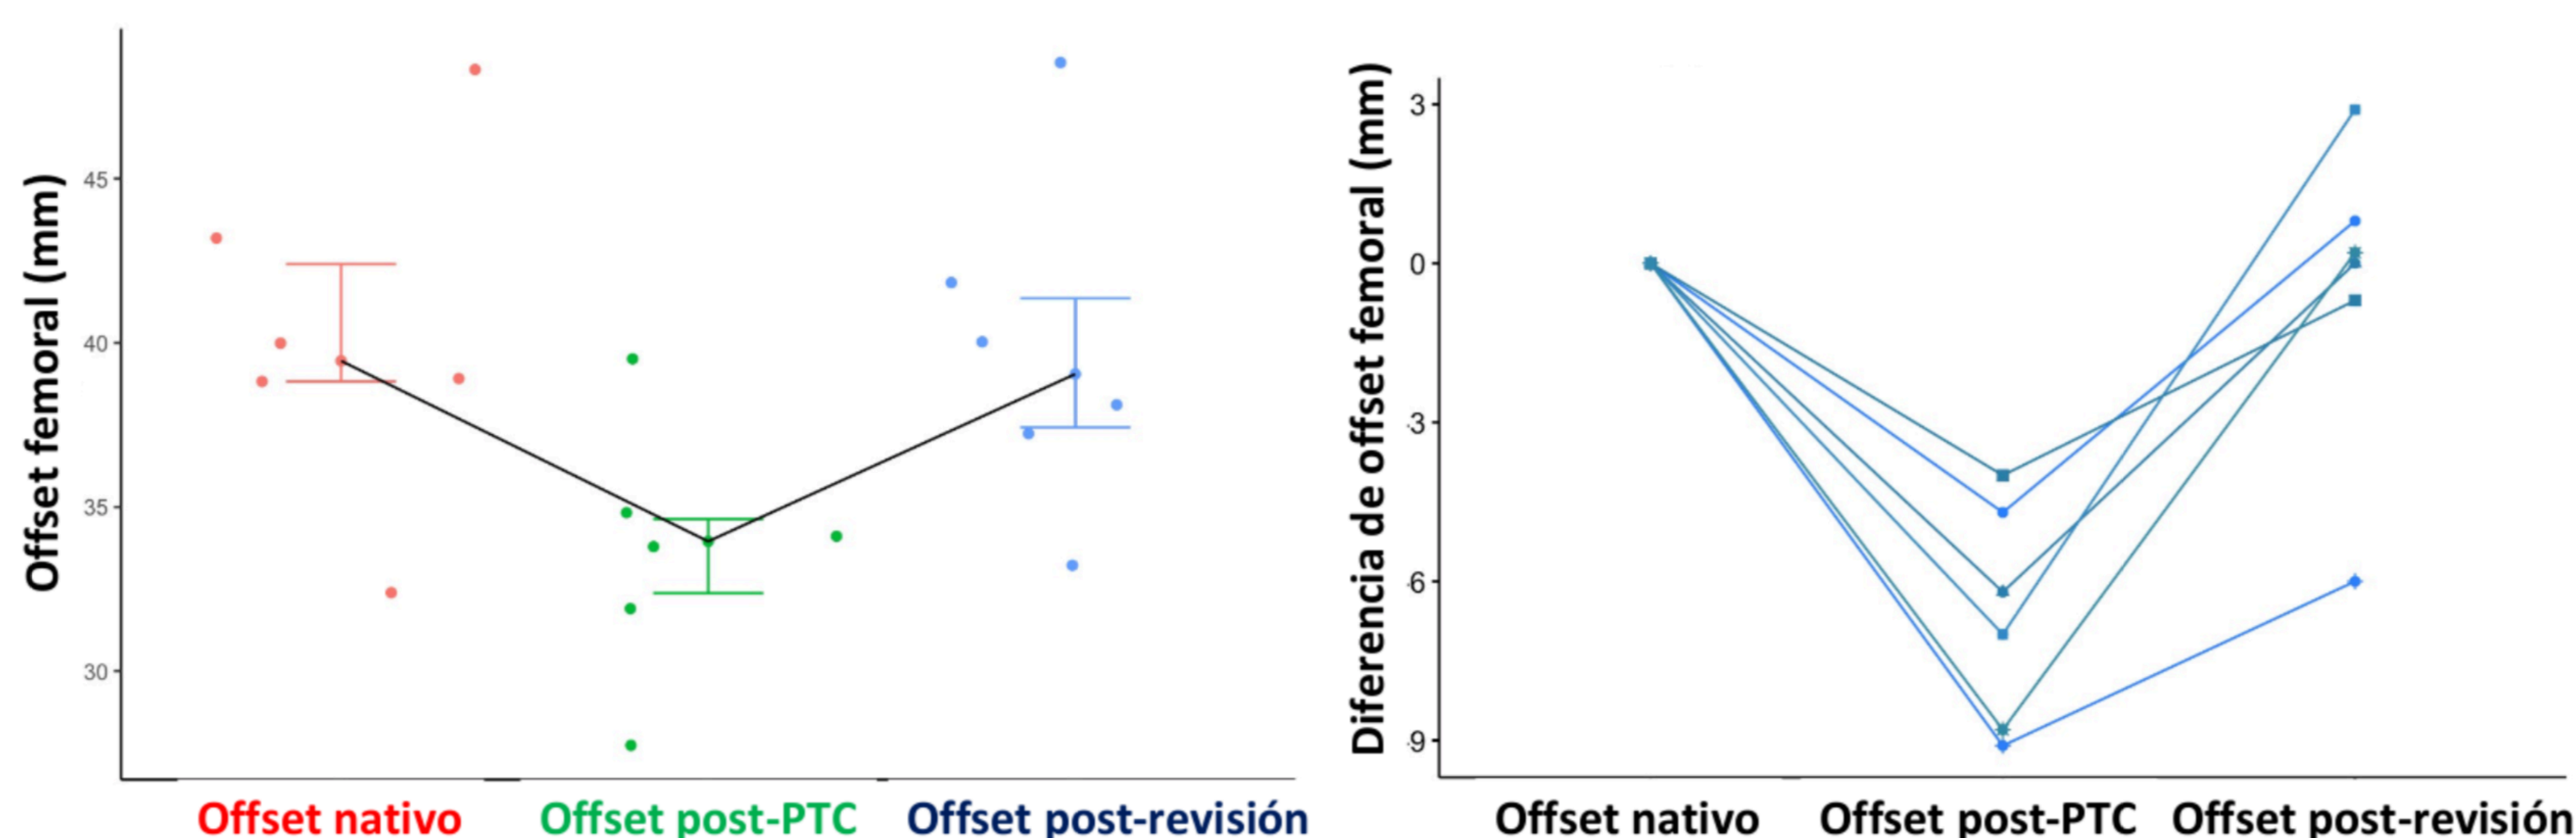 Offset femoral (mm)
45
40
35
30
Offset nativo
Offset post-PTC
Offset post-revisión
Diferencia de offset femoral (mm)
3
0
-3
-6
-9
Offset nativo
Offset post-PTC
Offset post-revisión